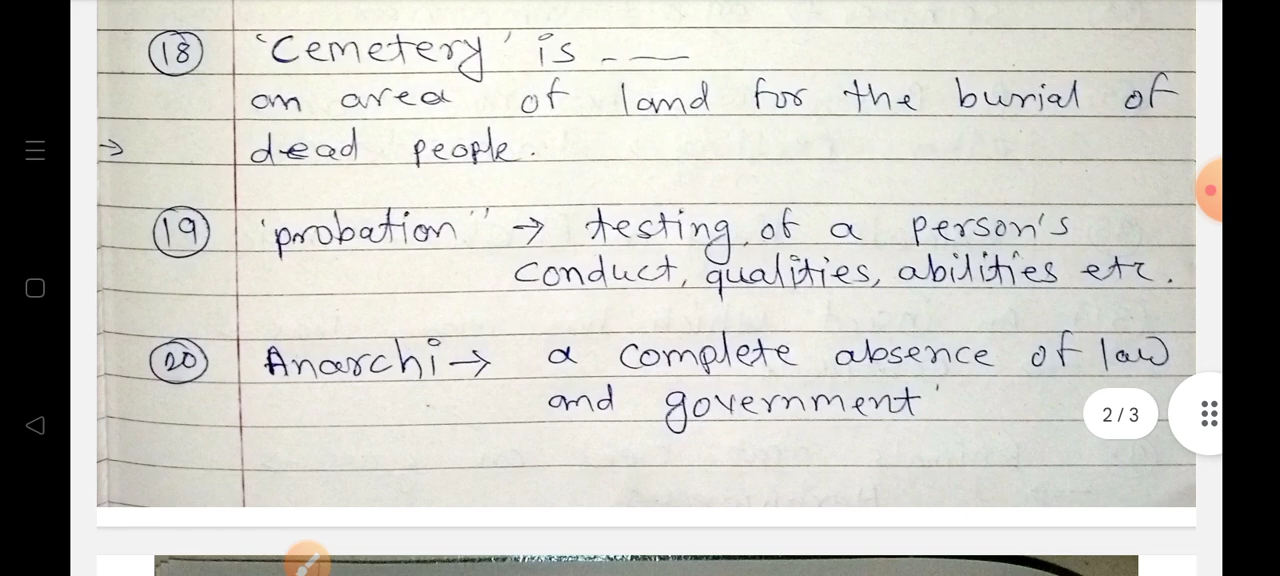 18 'Cemetery' is - —
an area of land for the burial of
→ dead people.
19 'probation'' → testing of a person's
conduct, qualities, abilities etc.
20 Anarchi → a complete absence of law
and government
2/3